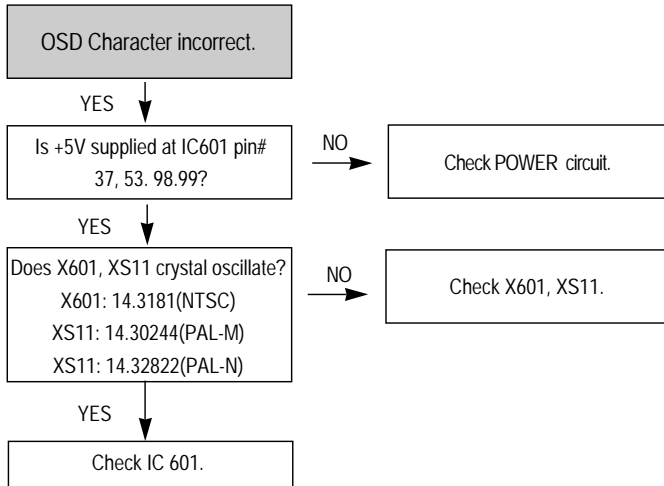 OSD Character incorrect.
YES
Is +5V supplied at IC601 pin#
37, 53. 98.99?
NO
Check POWER circuit.
YES
Does X601, XS11 crystal oscillate?
X601: 14.3181(NTSC)
XS11: 14.30244(PAL-M)
XS11: 14.32822(PAL-N)
NO
Check X601, XS11.
YES
Check IC 601.